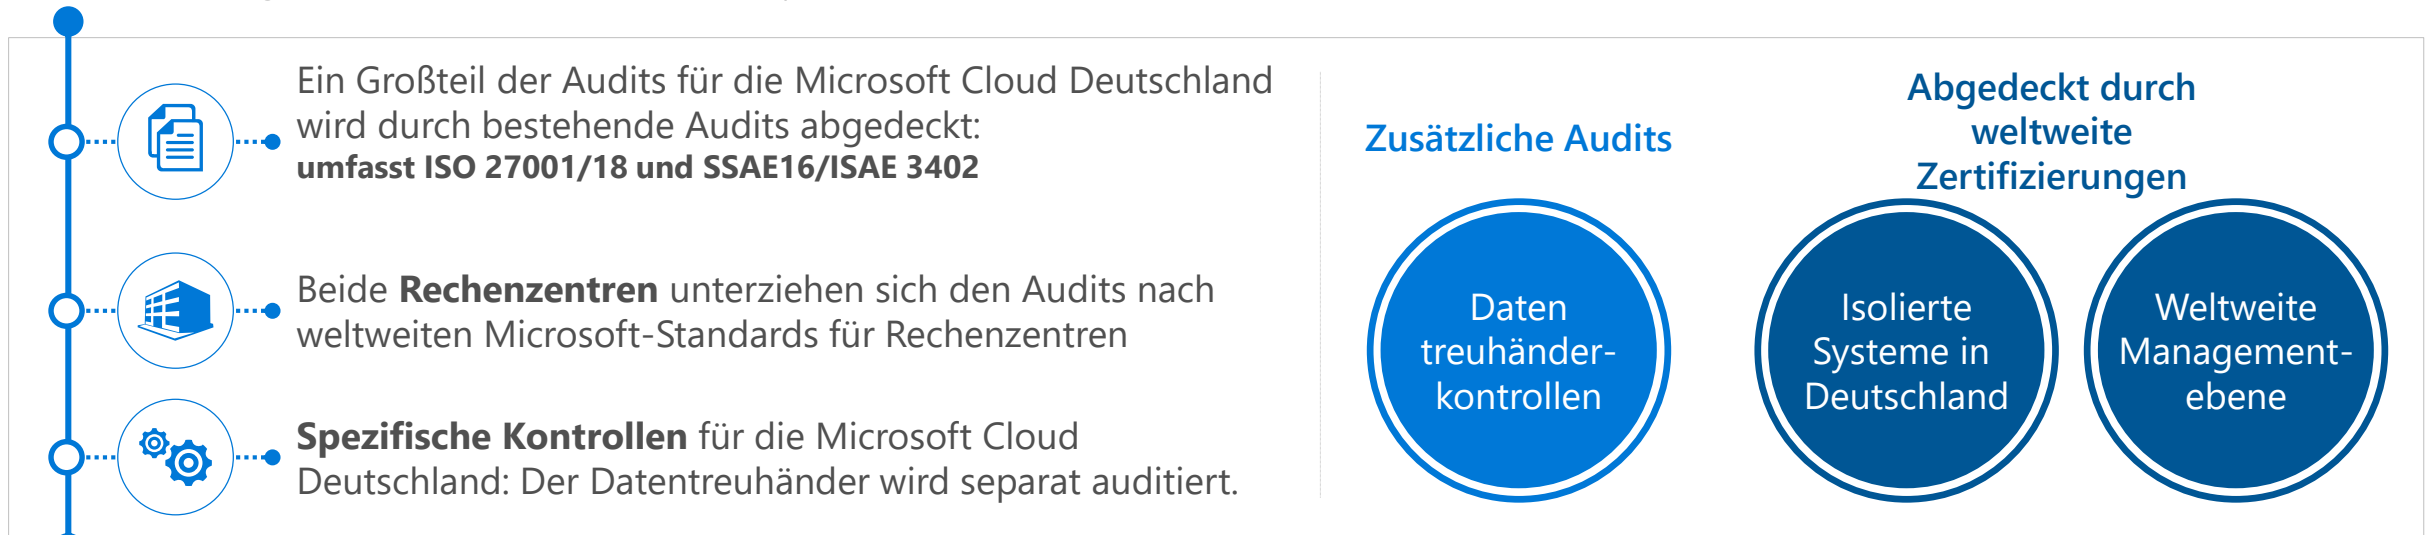 Ein Großteil der Audits für die Microsoft Cloud Deutschland
wird durch bestehende Audits abgedeckt:
umfasst ISO 27001/18 und SSAE16/ISAE 3402
Beide Rechenzentren unterziehen sich den Audits nach
weltweiten Microsoft-Standards für Rechenzentren
Spezifische Kontrollen für die Microsoft Cloud
Deutschland: Der Datentreuhänder wird separat auditiert.
Zusätzliche Audits
Daten
treuhänder-
kontrollen
Abgedeckt durch
weltweite
Zertifizierungen
Isolierte
Systeme in
Deutschland
Weltweite
Management-
ebene